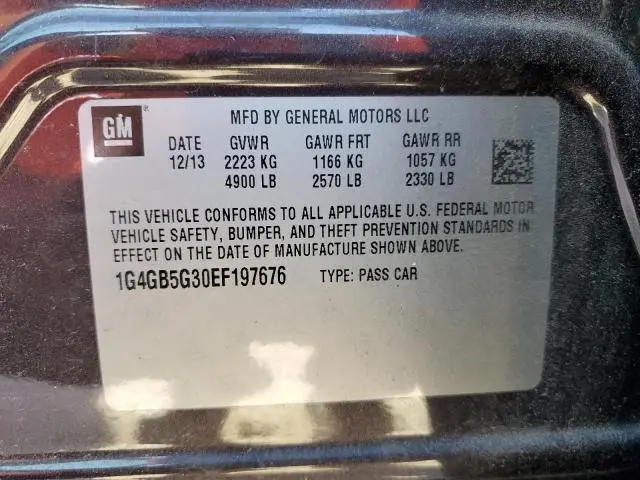 GM ®
MFD BY GENERAL MOTORS LLC
DATE GVWR GAWR FRT GAWR RR
12/13 2223 KG 1166 KG 1057 KG
4900 LB 2570 LB 2330 LB
THIS VEHICLE CONFORMS TO ALL APPLICABLE U.S. FEDERAL MOTOR
VEHICLE SAFETY, BUMPER, AND THEFT PREVENTION STANDARDS IN
EFFECT ON THE DATE OF MANUFACTURE SHOWN ABOVE.
1G4GB5G30EF197676 TYPE: PASS CAR